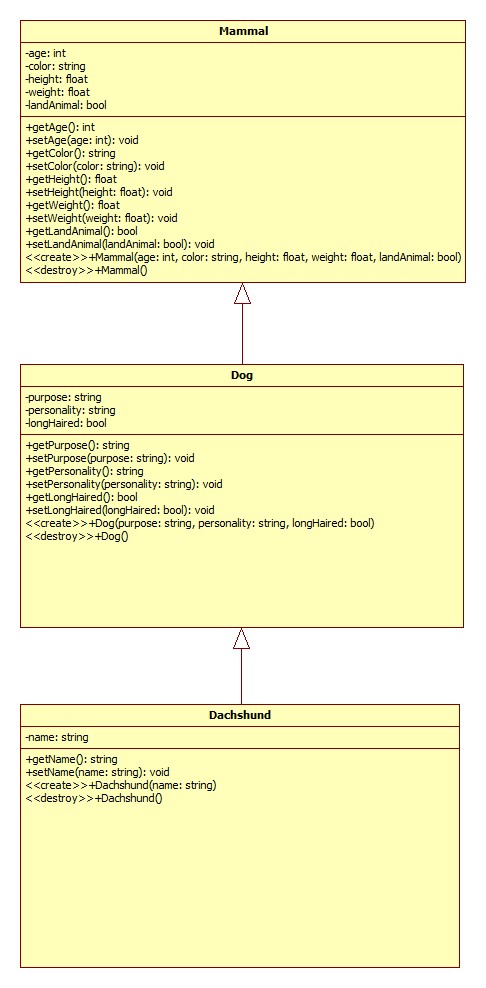 Mammal
-age: int
-color: string
-height: float
-weight: float
-landAnimal: bool
+getAge(): int
+setAge(age: int): void
+getColor(): string
+setColor(color: string): void
+getHeight(): float
+setHeight(height: float): void
+getWeight(): float
+setWeight(weight: float): void
+getLandAnimal(): bool
+setLandAnimal(landAnimal: bool): void
<<create>>+Mammal(age: int, color: string, height: float, weight: float, landAnimal: bool)
<<destroy>>+Mammal()
Dog
-purpose: string
-personality: string
-longHaired: bool
+getPurpose(): string
+setPurpose(purpose: string): void
+getPersonality(): string
+setPersonality(personality: string): void
+getLongHaired(): bool
+setLongHaired(longHaired: bool): void
<<create>>+Dog(purpose: string, personality: string, longHaired: bool)
<<destroy>>+Dog()
Dachshund
-name: string
+getName(): string
+setName(name: string): void
<<create>>+Dachshund(name: string)
<<destroy>>+Dachshund()